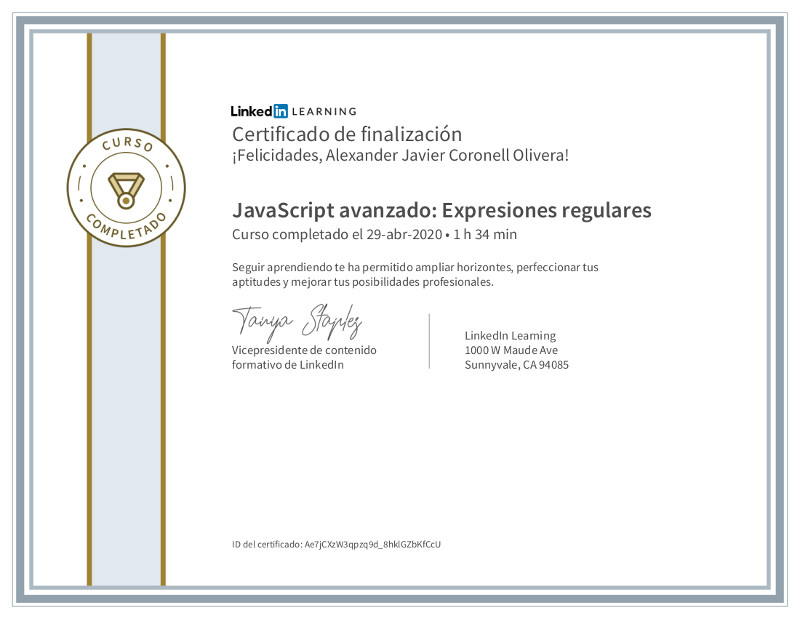 CURSO
COMPLETADO
Linked in LEARNING
Certificado de finalización
¡Felicidades, Alexander Javier Coronell Olivera!
JavaScript avanzado: Expresiones regulares
Curso completado el 29-abr-2020 • 1 h 34 min
Seguir aprendiendo te ha permitido ampliar horizontes, perfeccionar tus
aptitudes y mejorar tus posibilidades profesionales.
Tanya Staples
Vicepresidente de contenido
formativo de LinkedIn
LinkedIn Learning
1000 W Maude Ave
Sunnyvale, CA 94085
ID del certificado: Ae7jCXzW3qpzq9d_8hklGZbKfCcU